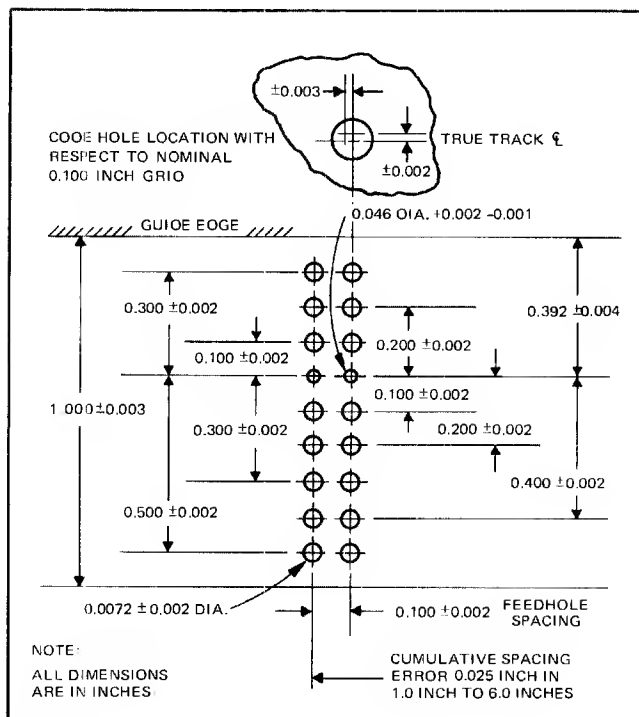 ±0.003
COOE HOLE LOCATION WITH
RESPECT TO NOMINAL
0.100 INCH GRIO
TRUE TRACK ℄
±0.002
0.046 OIA. +0.002 -0.001
GUIDE EOGE
0.300 ±0.002
0.392 ±0.004
0.200 ±0.002
0.100 ±0.002
0.100 ±0.002
1 000 ±0.003
0.300 ±0.002
0.200 ±0.002
0.500 ±0.002
0.400 ±0.002
0.0072 ± 0.002 DIA.
0.100 ±0.002
FEEDHOLE
SPACING
NOTE:
ALL DIMENSIONS
ARE IN INCHES
CUMULATIVE SPACING
ERROR 0.025 INCH IN
1.0 INCH TO 6.0 INCHES